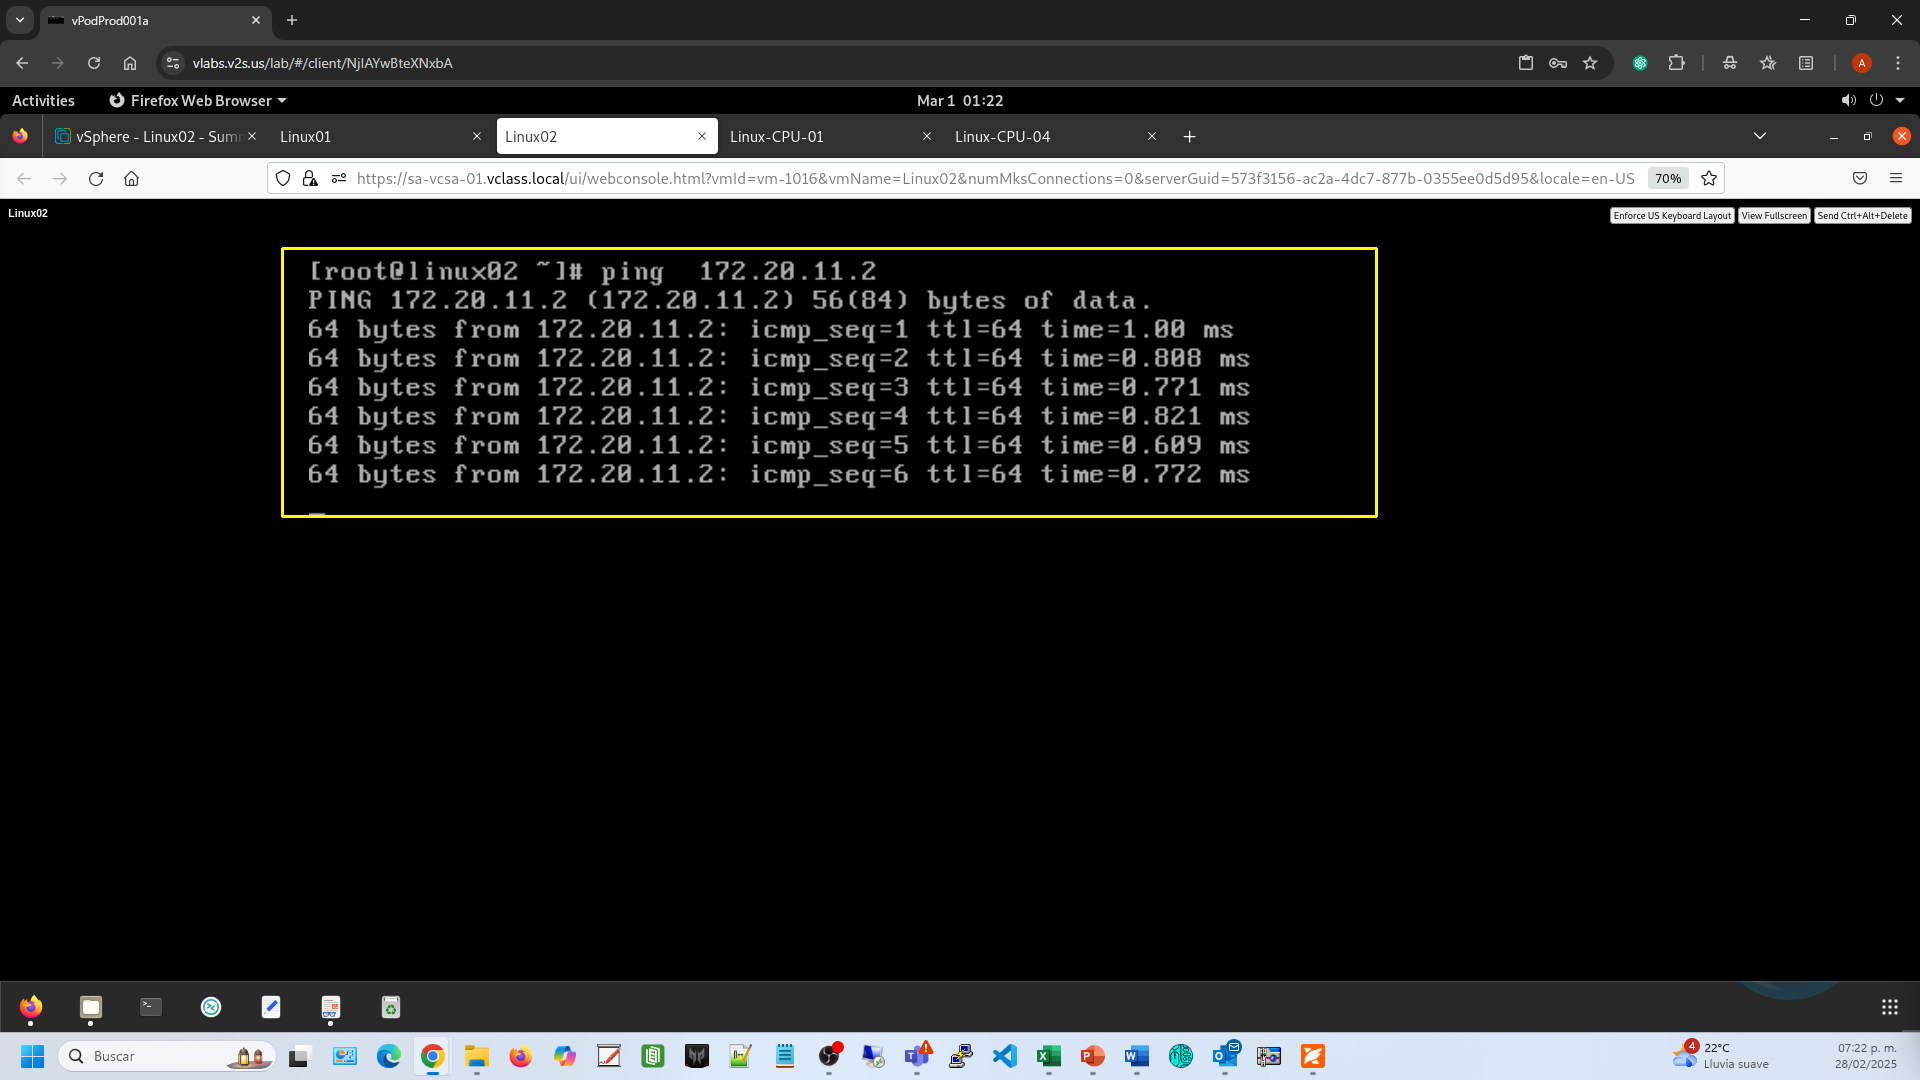 vPodProd001a
vlabs.v2s.us/lab/#/client/NjIAYwBteXNxbA
A
Activities
Firefox Web Browser
Mar 1 01:22
vSphere - Linux02 - Sum
Linux01
Linux02
Linux-CPU-01
Linux-CPU-04
https://sa-vcsa-01.vclass.local/ui/webconsole.html?vmId=vm-1016&vmName=Linux02&numMksConnections=0&serverGuid=573f3156-ac2a-4dc7-877b-0355ee0d5d95&locale=en-US
70%
Linux02
Enforce US Keyboard Layout
View Fullscreen
Send Ctrl+Alt+Delete
[root@linux02 ~]# ping  172.20.11.2
PING 172.20.11.2 (172.20.11.2) 56(84) bytes of data.
64 bytes from 172.20.11.2: icmp_seq=1 ttl=64 time=1.00 ms
64 bytes from 172.20.11.2: icmp_seq=2 ttl=64 time=0.808 ms
64 bytes from 172.20.11.2: icmp_seq=3 ttl=64 time=0.771 ms
64 bytes from 172.20.11.2: icmp_seq=4 ttl=64 time=0.821 ms
64 bytes from 172.20.11.2: icmp_seq=5 ttl=64 time=0.609 ms
64 bytes from 172.20.11.2: icmp_seq=6 ttl=64 time=0.772 ms
Buscar
4
22°C
Lluvia suave
07:22 p. m.
28/02/2025